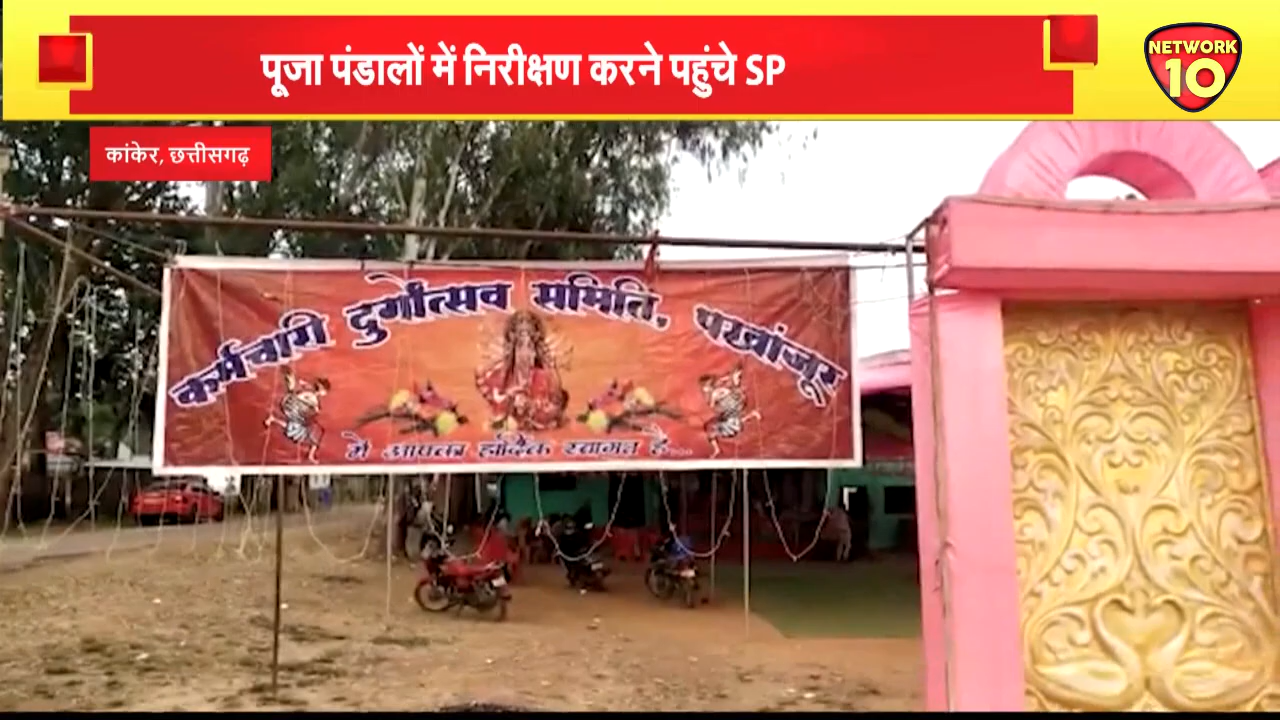 पूजा पंडालों में निरीक्षण करने पहुंचे SP
NETWORK
10
कांकेर, छत्तीसगढ़
कर्मचारी दुर्गोत्सव समिति, पखांजूर
में आपका हार्दिक स्वागत है...